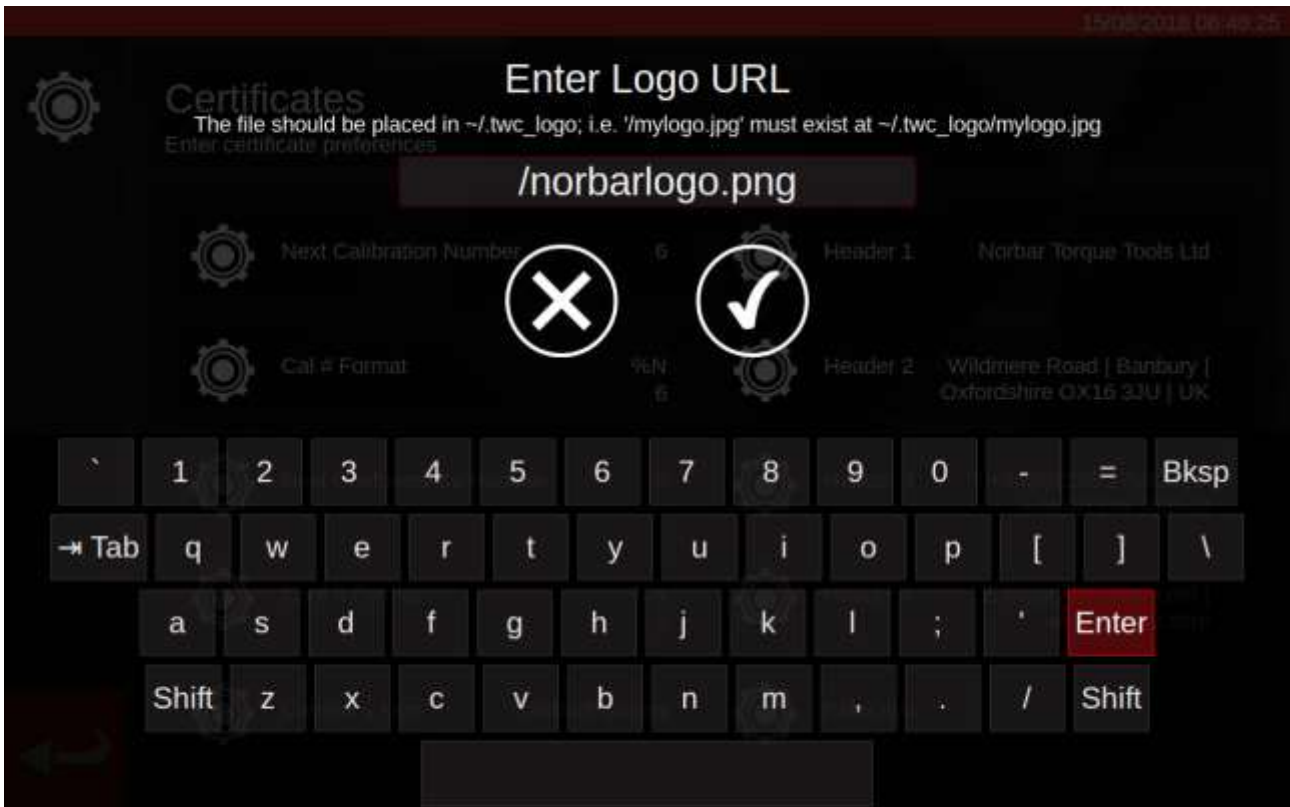 15/08/2018 06:49:25
Enter Logo URL
Certificates
The file should be placed in ~/.twc_logo; i.e. '/mylogo.jpg' must exist at ~/.twc_logo/mylogo.jpg
Enter certificate preferences
/norbarlogo.png
Next Calibration Number 6 Header 1 Norbar Torque Tools Ltd
Cal # Format %N Header 2 Wildmere Road | Banbury |
6 Oxfordshire OX16 3JU | UK
` 1 2 3 4 5 6 7 8 9 0 - = Bksp
⇥ Tab q w e r t y u i o p [ ] \
a s d f g h j k l ; ' Enter
Shift z x c v b n m , . / Shift